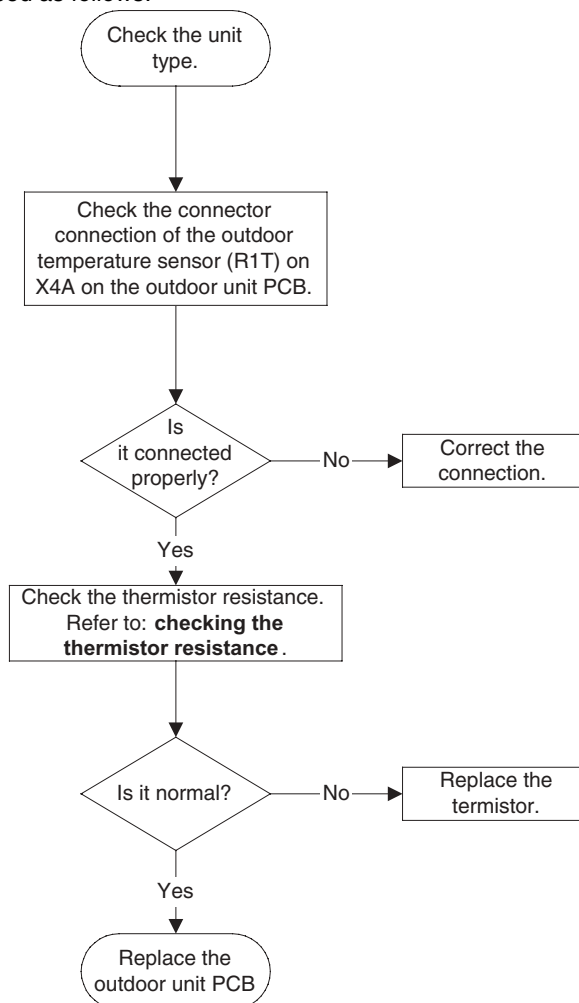 as follows:
Check the unit
type.
Check the connector
connection of the outdoor
temperature sensor (R1T) on
X4A on the outdoor unit PCB.
Is
it connected
properly?
No
Correct the
connection.
Yes
Check the thermistor resistance.
Refer to: checking the
thermistor resistance.
Is it normal?
No
Replace the
termistor.
Yes
Replace the
outdoor unit PCB